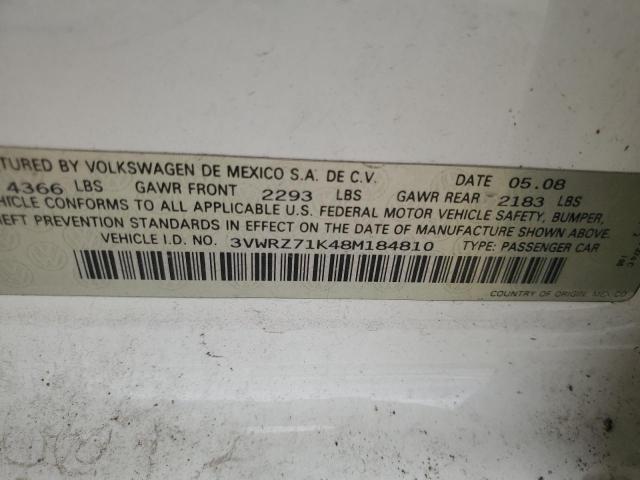 TURED BY VOLKSWAGEN DE MEXICO S.A. DE C.V. DATE 05.08
4366 LBS GAWR FRONT 2293 LBS GAWR REAR 2183 LBS
HICLE CONFORMS TO ALL APPLICABLE U.S. FEDERAL MOTOR VEHICLE SAFETY, BUMPER,
HEFT PREVENTION STANDARDS IN EFFECT ON THE DATE OF MANUFACTURE SHOWN ABOVE.
VEHICLE I.D. NO. 3VWRZ71K48M184810 TYPE: PASSENGER CAR
COUNTRY OF ORIGIN, MEXICO